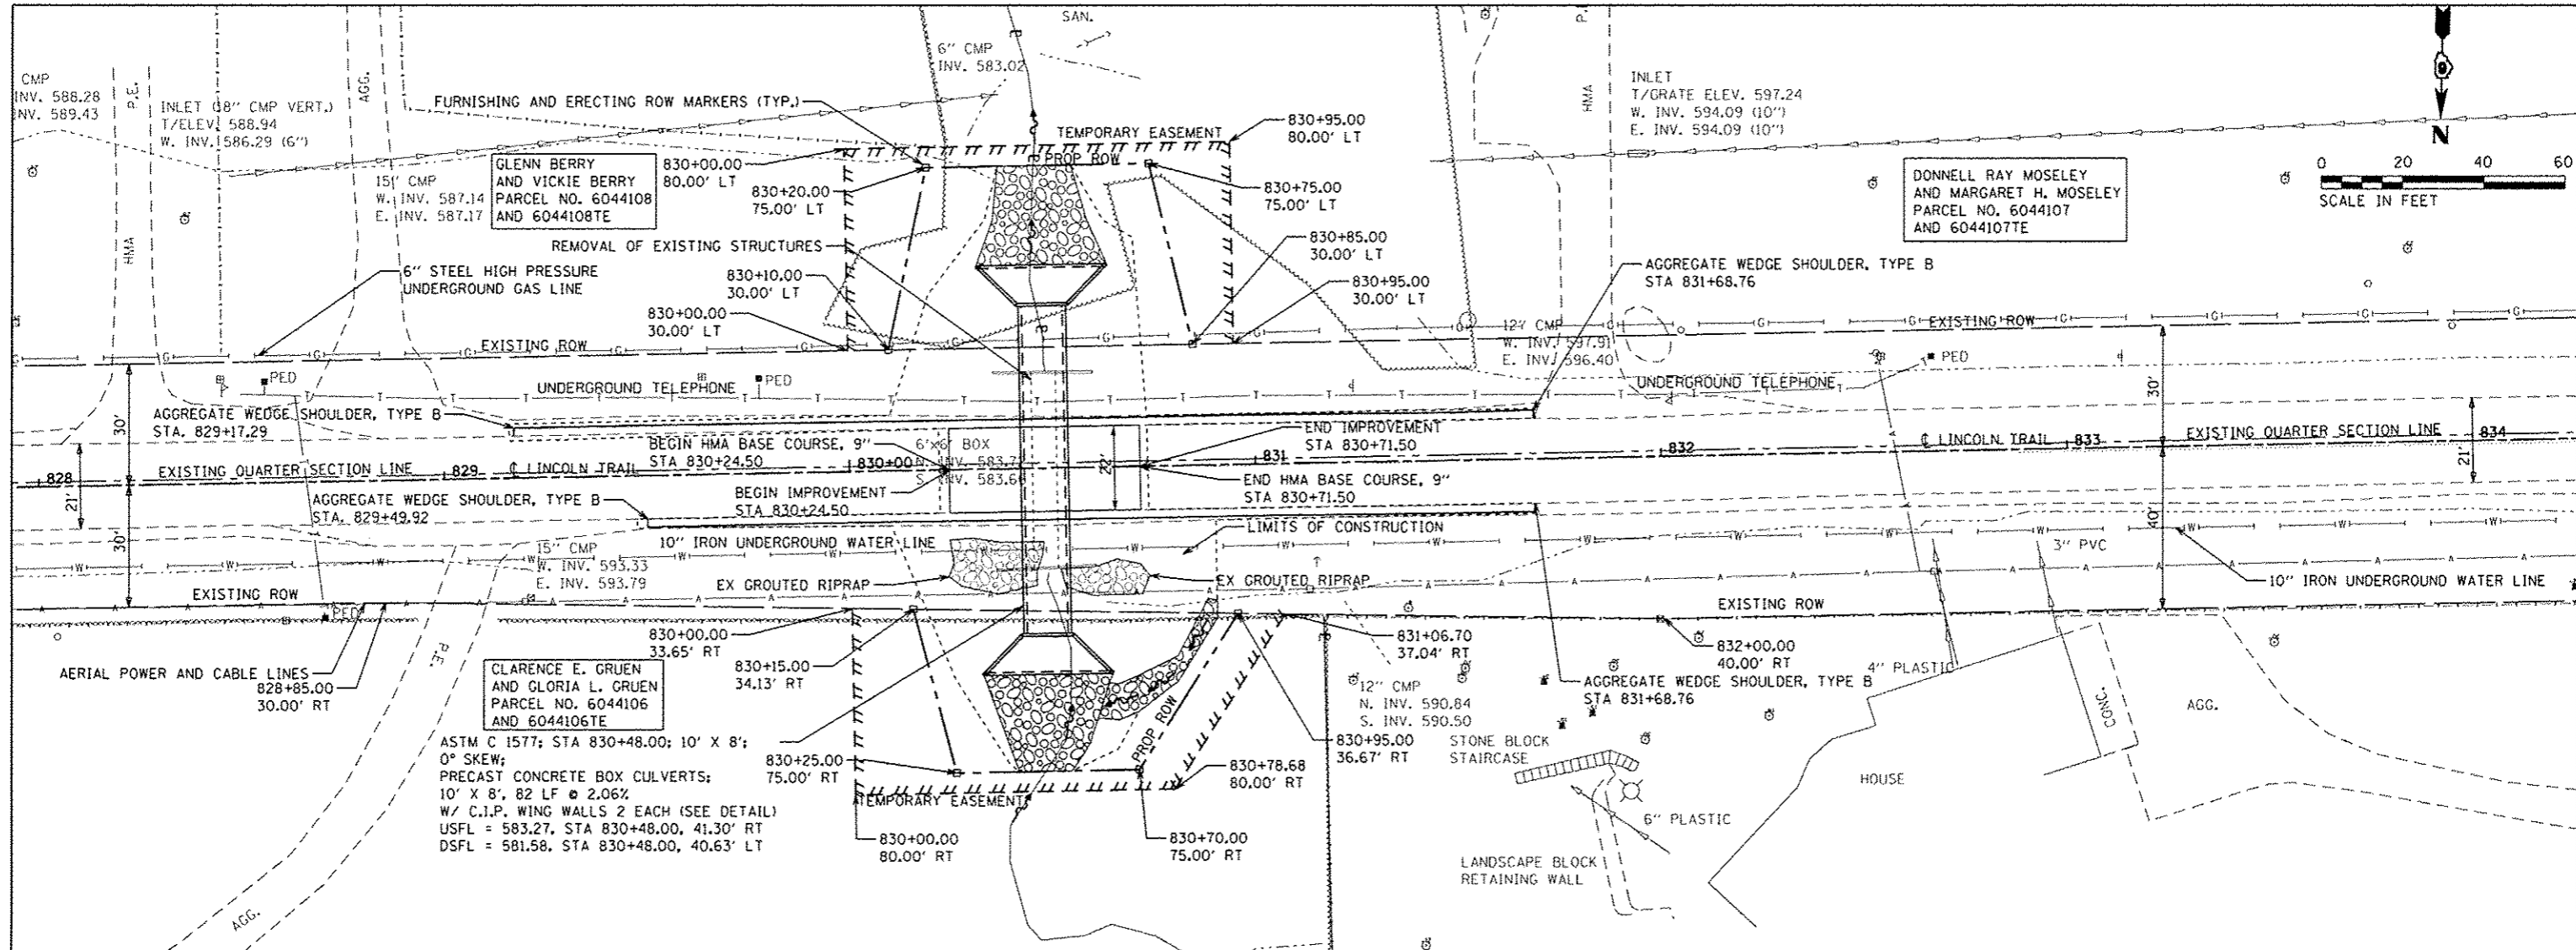 SAN.
6" CMP
INV. 583.02
CMP
INV. 588.28
INV. 589.43
P.E.
HMA
INLET (18" CMP VERT.)
T/ELEV. 588.94
W. INV. 586.29 (6")
AGG.
FURNISHING AND ERECTING ROW MARKERS (TYP.)
GLENN BERRY
AND VICKIE BERRY
PARCEL NO. 6044108
AND 6044108TE
15" CMP
W. INV. 587.14
E. INV. 587.17
830+00.00
80.00' LT
830+20.00
75.00' LT
TEMPORARY EASEMENT
PROP ROW
830+95.00
80.00' LT
830+75.00
75.00' LT
830+85.00
30.00' LT
830+95.00
30.00' LT
HMA
INLET
T/GRATE ELEV. 597.24
W. INV. 594.09 (10")
E. INV. 594.09 (10")
DONNELL RAY MOSELEY
AND MARGARET H. MOSELEY
PARCEL NO. 6044107
AND 6044107TE
N
0 20 40 60
SCALE IN FEET
REMOVAL OF EXISTING STRUCTURES
6" STEEL HIGH PRESSURE
UNDERGROUND GAS LINE
830+10.00
30.00' LT
830+00.00
30.00' LT
AGGREGATE WEDGE SHOULDER, TYPE B
STA 831+68.76
EXISTING ROW
EXISTING ROW
12" CMP
W. INV. 597.91
E. INV. 596.40
PED
PED
PED
UNDERGROUND TELEPHONE
UNDERGROUND TELEPHONE
AGGREGATE WEDGE SHOULDER, TYPE B
STA. 829+17.29
30'
30'
21'
BEGIN HMA BASE COURSE, 9"
STA 830+24.50
6'x6' BOX
N. INV. 583.7
S. INV. 583.6
END IMPROVEMENT
STA 830+71.50
22'
828
EXISTING QUARTER SECTION LINE
829
℄ LINCOLN TRAIL
830+00
831
832
℄ LINCOLN TRAIL
833
EXISTING QUARTER SECTION LINE
834
BEGIN IMPROVEMENT
STA 830+24.50
END HMA BASE COURSE, 9"
STA 830+71.50
21'
30'
40'
AGGREGATE WEDGE SHOULDER, TYPE B
STA. 829+49.92
LIMITS OF CONSTRUCTION
10" IRON UNDERGROUND WATER LINE
15" CMP
W. INV. 593.33
E. INV. 593.79
3" PVC
EX GROUTED RIPRAP
EX GROUTED RIPRAP
10" IRON UNDERGROUND WATER LINE
EXISTING ROW
EXISTING ROW
PED
830+00.00
33.65' RT
830+15.00
34.13' RT
831+06.70
37.04' RT
832+00.00
40.00' RT
AERIAL POWER AND CABLE LINES
828+85.00
30.00' RT
P.E.
CLARENCE E. GRUEN
AND GLORIA L. GRUEN
PARCEL NO. 6044106
AND 6044106TE
12" CMP
N. INV. 590.84
S. INV. 590.50
AGGREGATE WEDGE SHOULDER, TYPE B
STA 831+68.76
4" PLASTIC
CONC.
AGG.
ASTM C 1577; STA 830+48.00; 10' X 8';
0° SKEW;
PRECAST CONCRETE BOX CULVERTS;
10' X 8', 82 LF @ 2.06%
W/ C.I.P. WING WALLS 2 EACH (SEE DETAIL)
USFL = 583.27, STA 830+48.00, 41.30' RT
DSFL = 581.58, STA 830+48.00, 40.63' LT
830+25.00
75.00' RT
PROP ROW
830+95.00
36.67' RT
STONE BLOCK
STAIRCASE
830+78.68
80.00' RT
HOUSE
TEMPORARY EASEMENT
830+00.00
80.00' RT
830+70.00
75.00' RT
6" PLASTIC
LANDSCAPE BLOCK
RETAINING WALL
AGG.